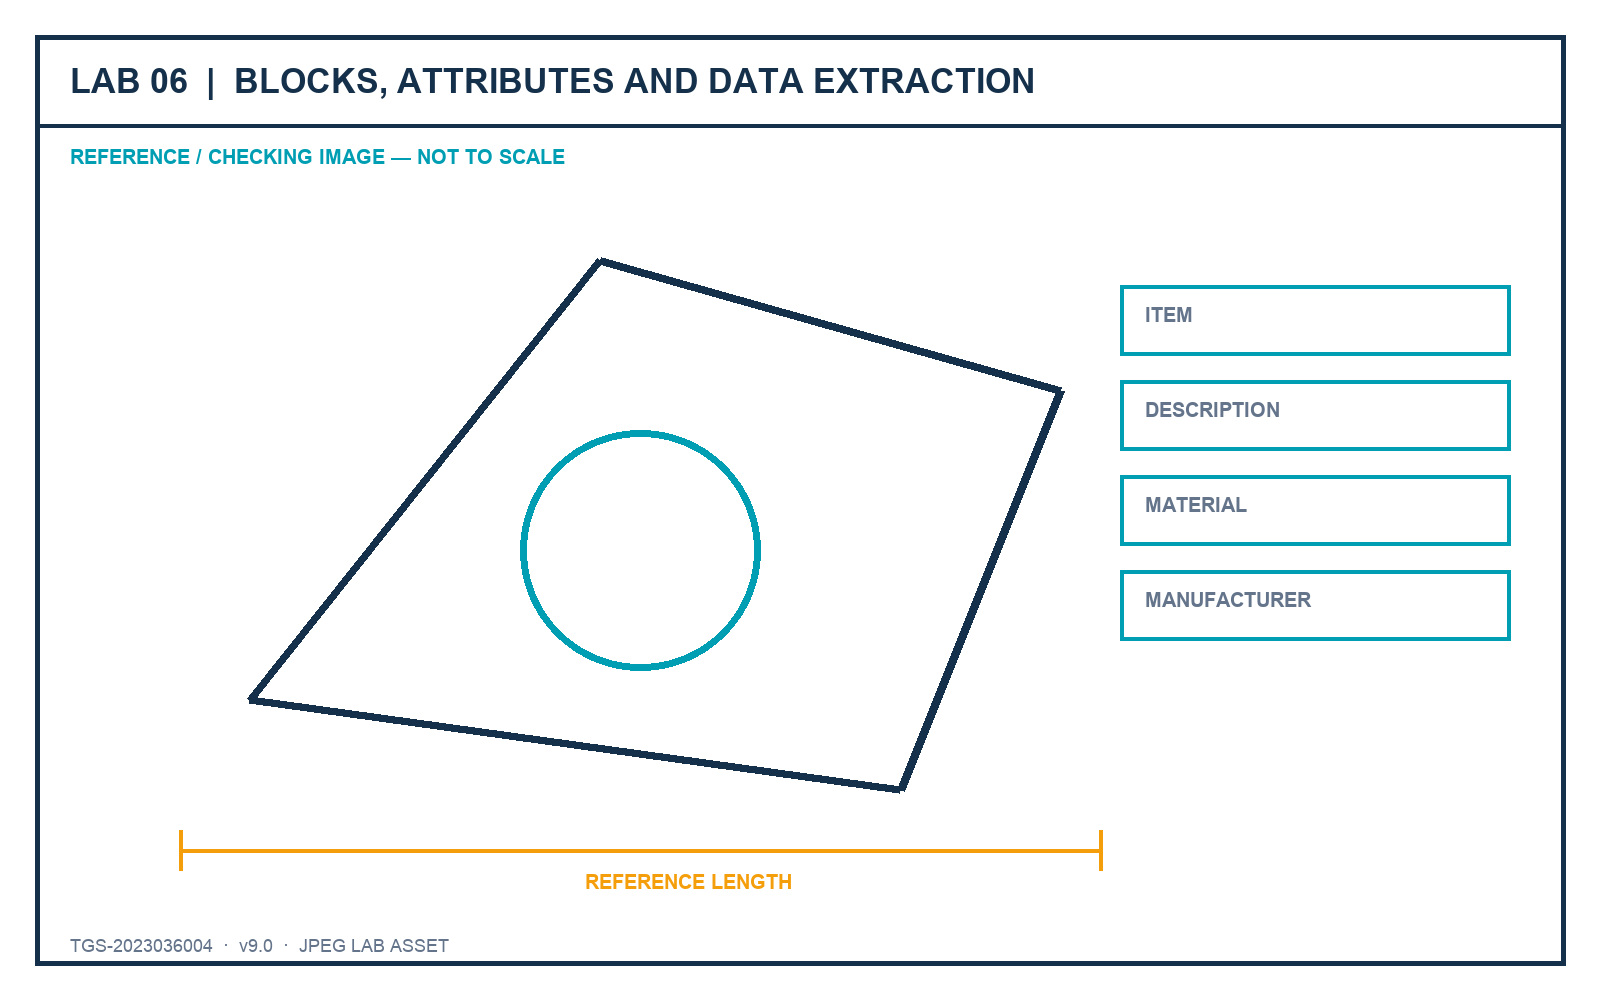 LAB 06 | BLOCKS, ATTRIBUTES AND DATA EXTRACTION
REFERENCE / CHECKING IMAGE — NOT TO SCALE
ITEM
DESCRIPTION
MATERIAL
MANUFACTURER
REFERENCE LENGTH
TGS-2023036004 · v9.0 · JPEG LAB ASSET